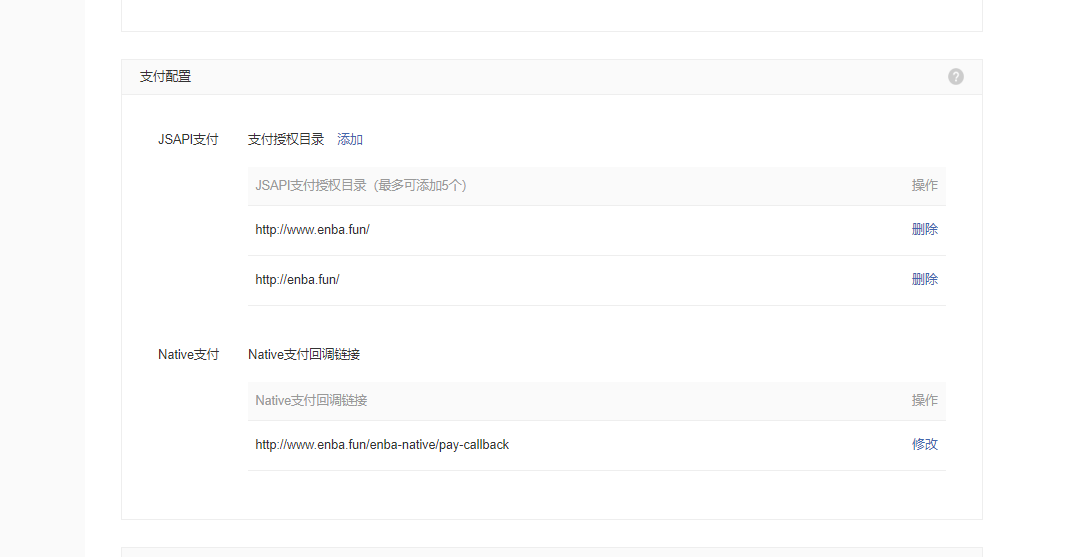 支付配置 ?
JSAPI支付 支付授权目录 添加
JSAPI支付授权目录（最多可添加5个） 操作
http://www.enba.fun/ 删除
http://enba.fun/ 删除
Native支付 Native支付回调链接
Native支付回调链接 操作
http://www.enba.fun/enba-native/pay-callback 修改